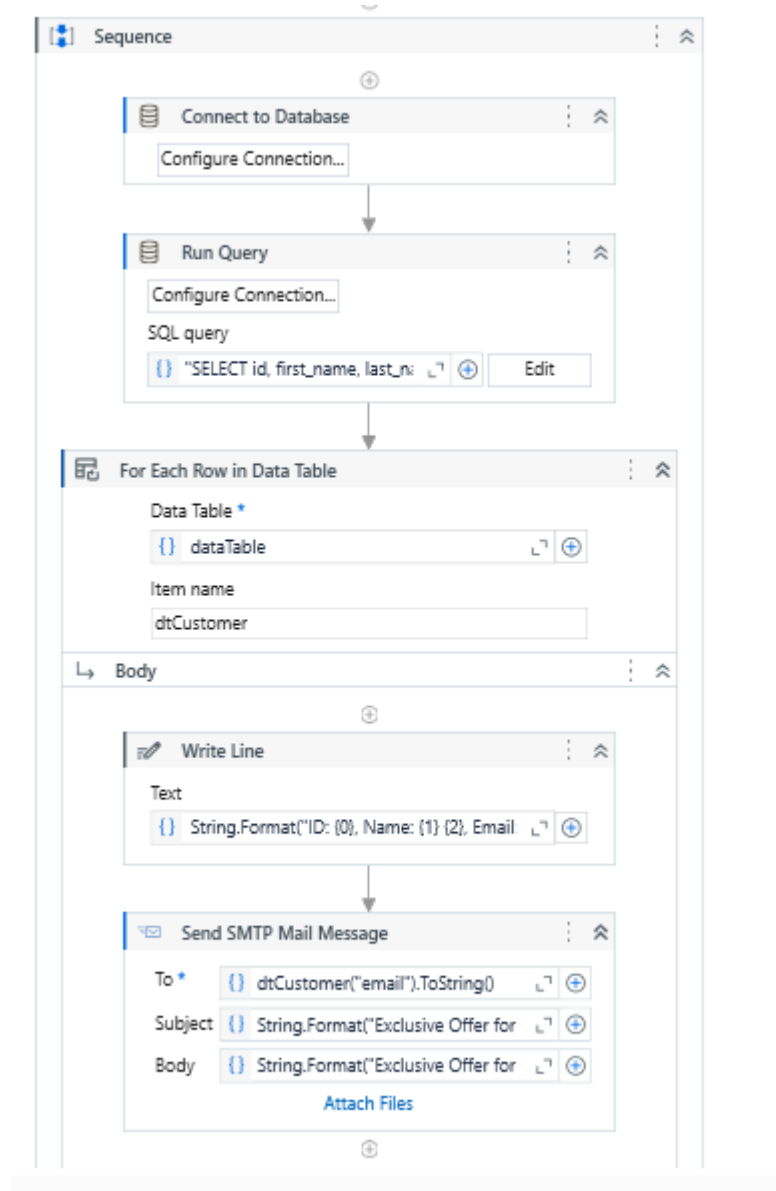 Sequence
Connect to Database
Configure Connection...
Run Query
Configure Connection...
SQL query
"SELECT id, first_name, last_n
Edit
For Each Row in Data Table
Data Table *
dataTable
Item name
dtCustomer
Body
Write Line
Text
String.Format("ID: {0}, Name: {1} {2}, Email
Send SMTP Mail Message
To * dtCustomer("email").ToString()
Subject String.Format("Exclusive Offer for
Body String.Format("Exclusive Offer for
Attach Files